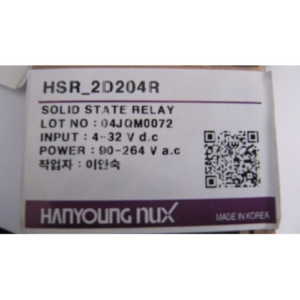 HSR_2D204R
SOLID STATE RELAY
LOT NO : 04JQM0072
INPUT : 4~32 V d.c
POWER : 90-264 V a.c
작업자 : 이안숙
HANYOUNG nux
MADE IN KOREA